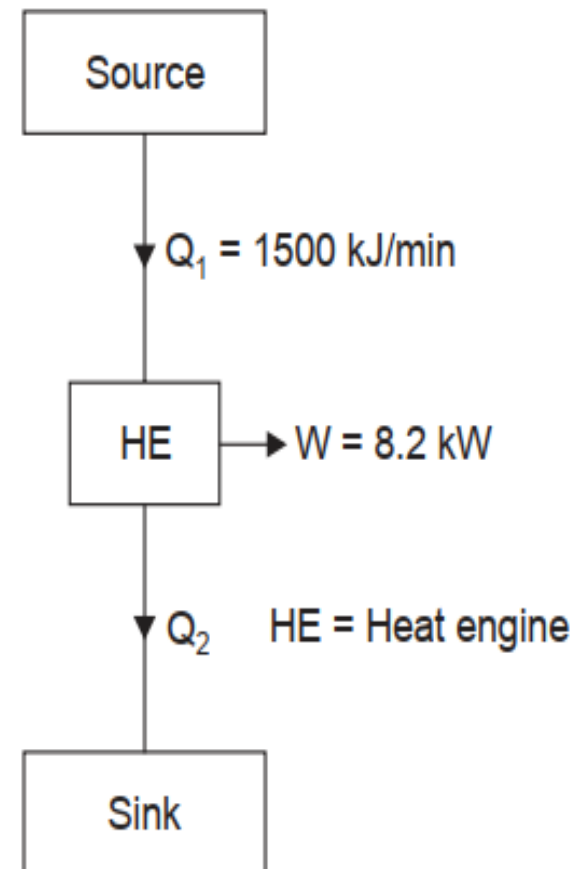 Source
Q₁ = 1500 kJ/min
HE
W = 8.2 kW
Q₂
HE = Heat engine
Sink